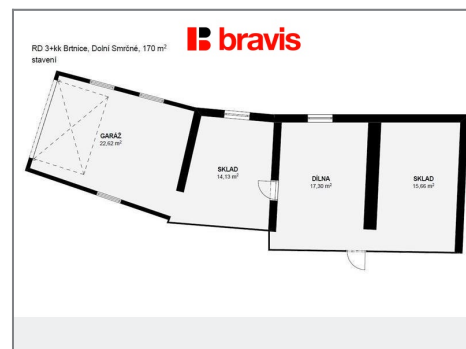 bravis
RD 3+kk Brtnice, Dolní Smrčné, 170 m²
stavení
GARÁŽ
22,62 m²
SKLAD
14,13 m²
DÍLNA
17,30 m²
SKLAD
15,66 m²